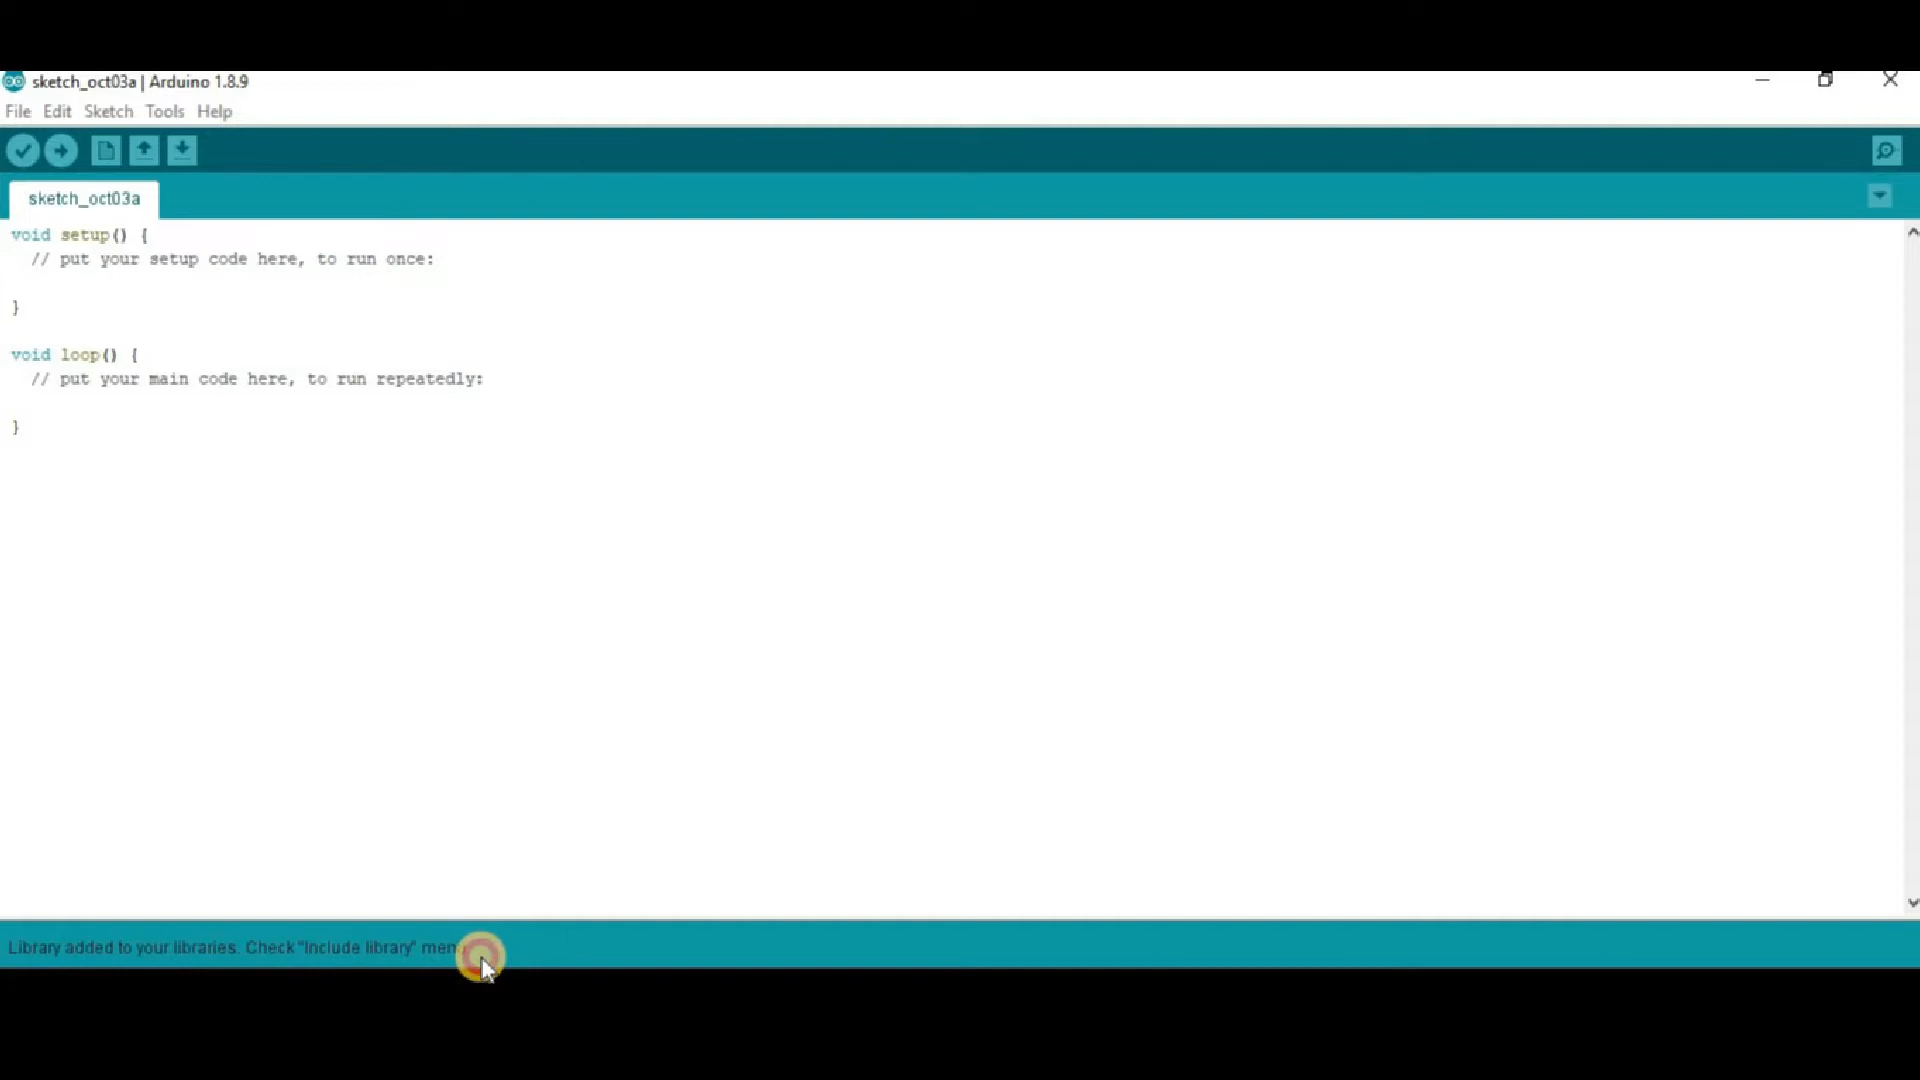 sketch_oct03a | Arduino 1.8.9
File Edit Sketch Tools Help
sketch_oct03a
void setup() {
  // put your setup code here, to run once:
}
void loop() {
  // put your main code here, to run repeatedly:
}
Library added to your libraries. Check "Include library" men